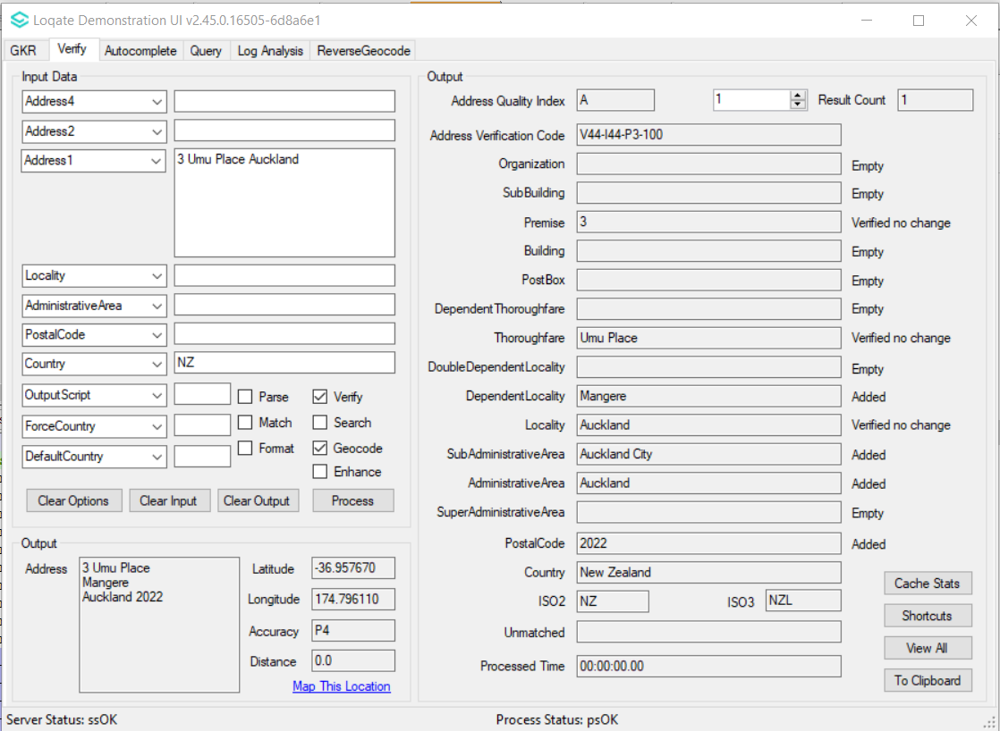 Loqate Demonstration UI v2.45.0.16505-6d8a6e1
GKR Verify Autocomplete Query Log Analysis ReverseGeocode
Input Data
Address4
Address2
Address1 3 Umu Place Auckland
Locality
AdministrativeArea
PostalCode
Country NZ
OutputScript Parse Verify
ForceCountry Match Search
Format Geocode
DefaultCountry
Enhance
Clear Options Clear Input Clear Output Process
Output
Address Quality Index A 1 Result Count 1
Address Verification Code V44-I44-P3-100
Organization Empty
SubBuilding Empty
Premise 3 Verified no change
Building Empty
PostBox Empty
DependentThoroughfare Empty
Thoroughfare Umu Place Verified no change
DoubleDependentLocality Empty
DependentLocality Mangere Added
Locality Auckland Verified no change
SubAdministrativeArea Auckland City Added
AdministrativeArea Auckland Added
SuperAdministrativeArea Empty
PostalCode 2022 Added
Country New Zealand
ISO2 NZ ISO3 NZL
Unmatched
Processed Time 00:00:00.00
Cache Stats
Shortcuts
View All
To Clipboard
Output
Address
3 Umu Place
Mangere
Auckland 2022
Latitude -36.957670
Longitude 174.796110
Accuracy P4
Distance 0.0
Map This Location
Server Status: ssOK Process Status: psOK